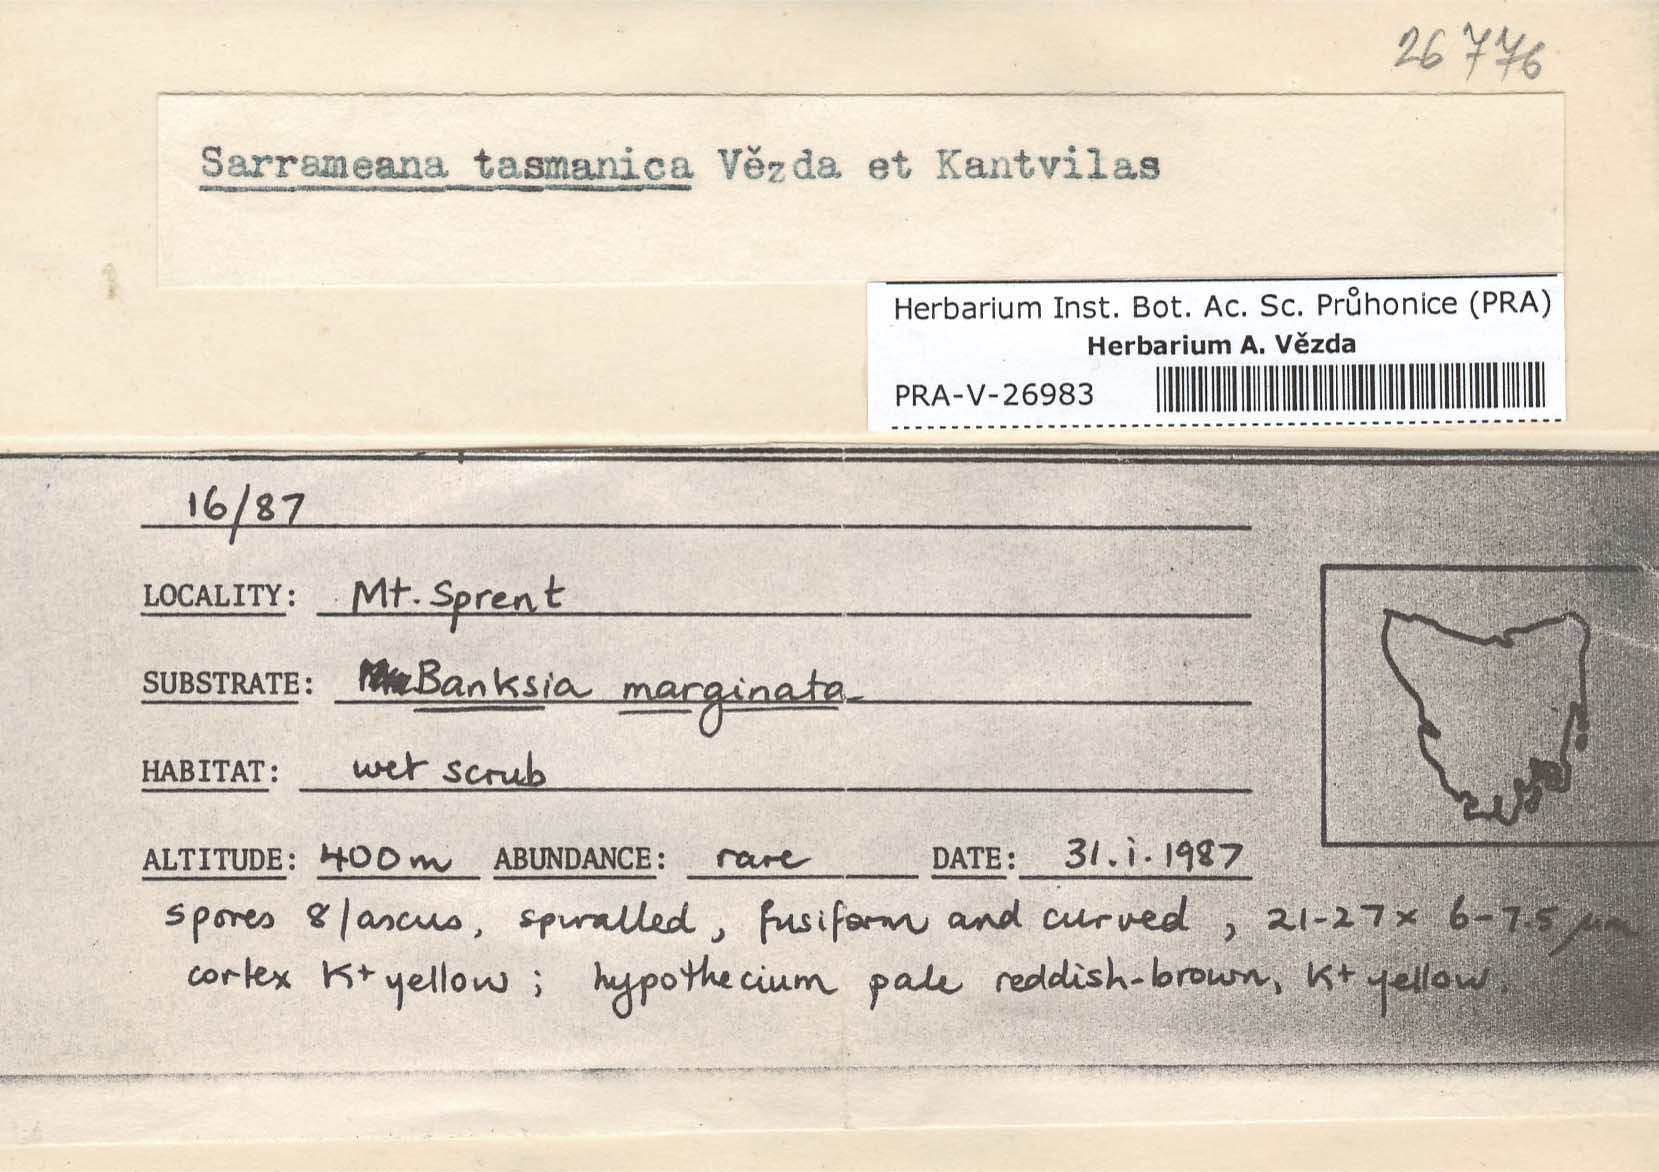 26776
Sarrameana tasmanica Vězda et Kantvilas
Herbarium Inst. Bot. Ac. Sc. Průhonice (PRA)
Herbarium A. Vězda
PRA-V-26983
16/87
LOCALITY: Mt. Sprent
SUBSTRATE: Banksia marginata
HABITAT: wet scrub
ALTITUDE: 400m ABUNDANCE: rare DATE: 31.i.1987
spores 8/ascus, spiralled, fusiform and curved, 21-27 x 6-7.5 µm
cortex K+ yellow; hypothecium pale reddish-brown, K+ yellow.